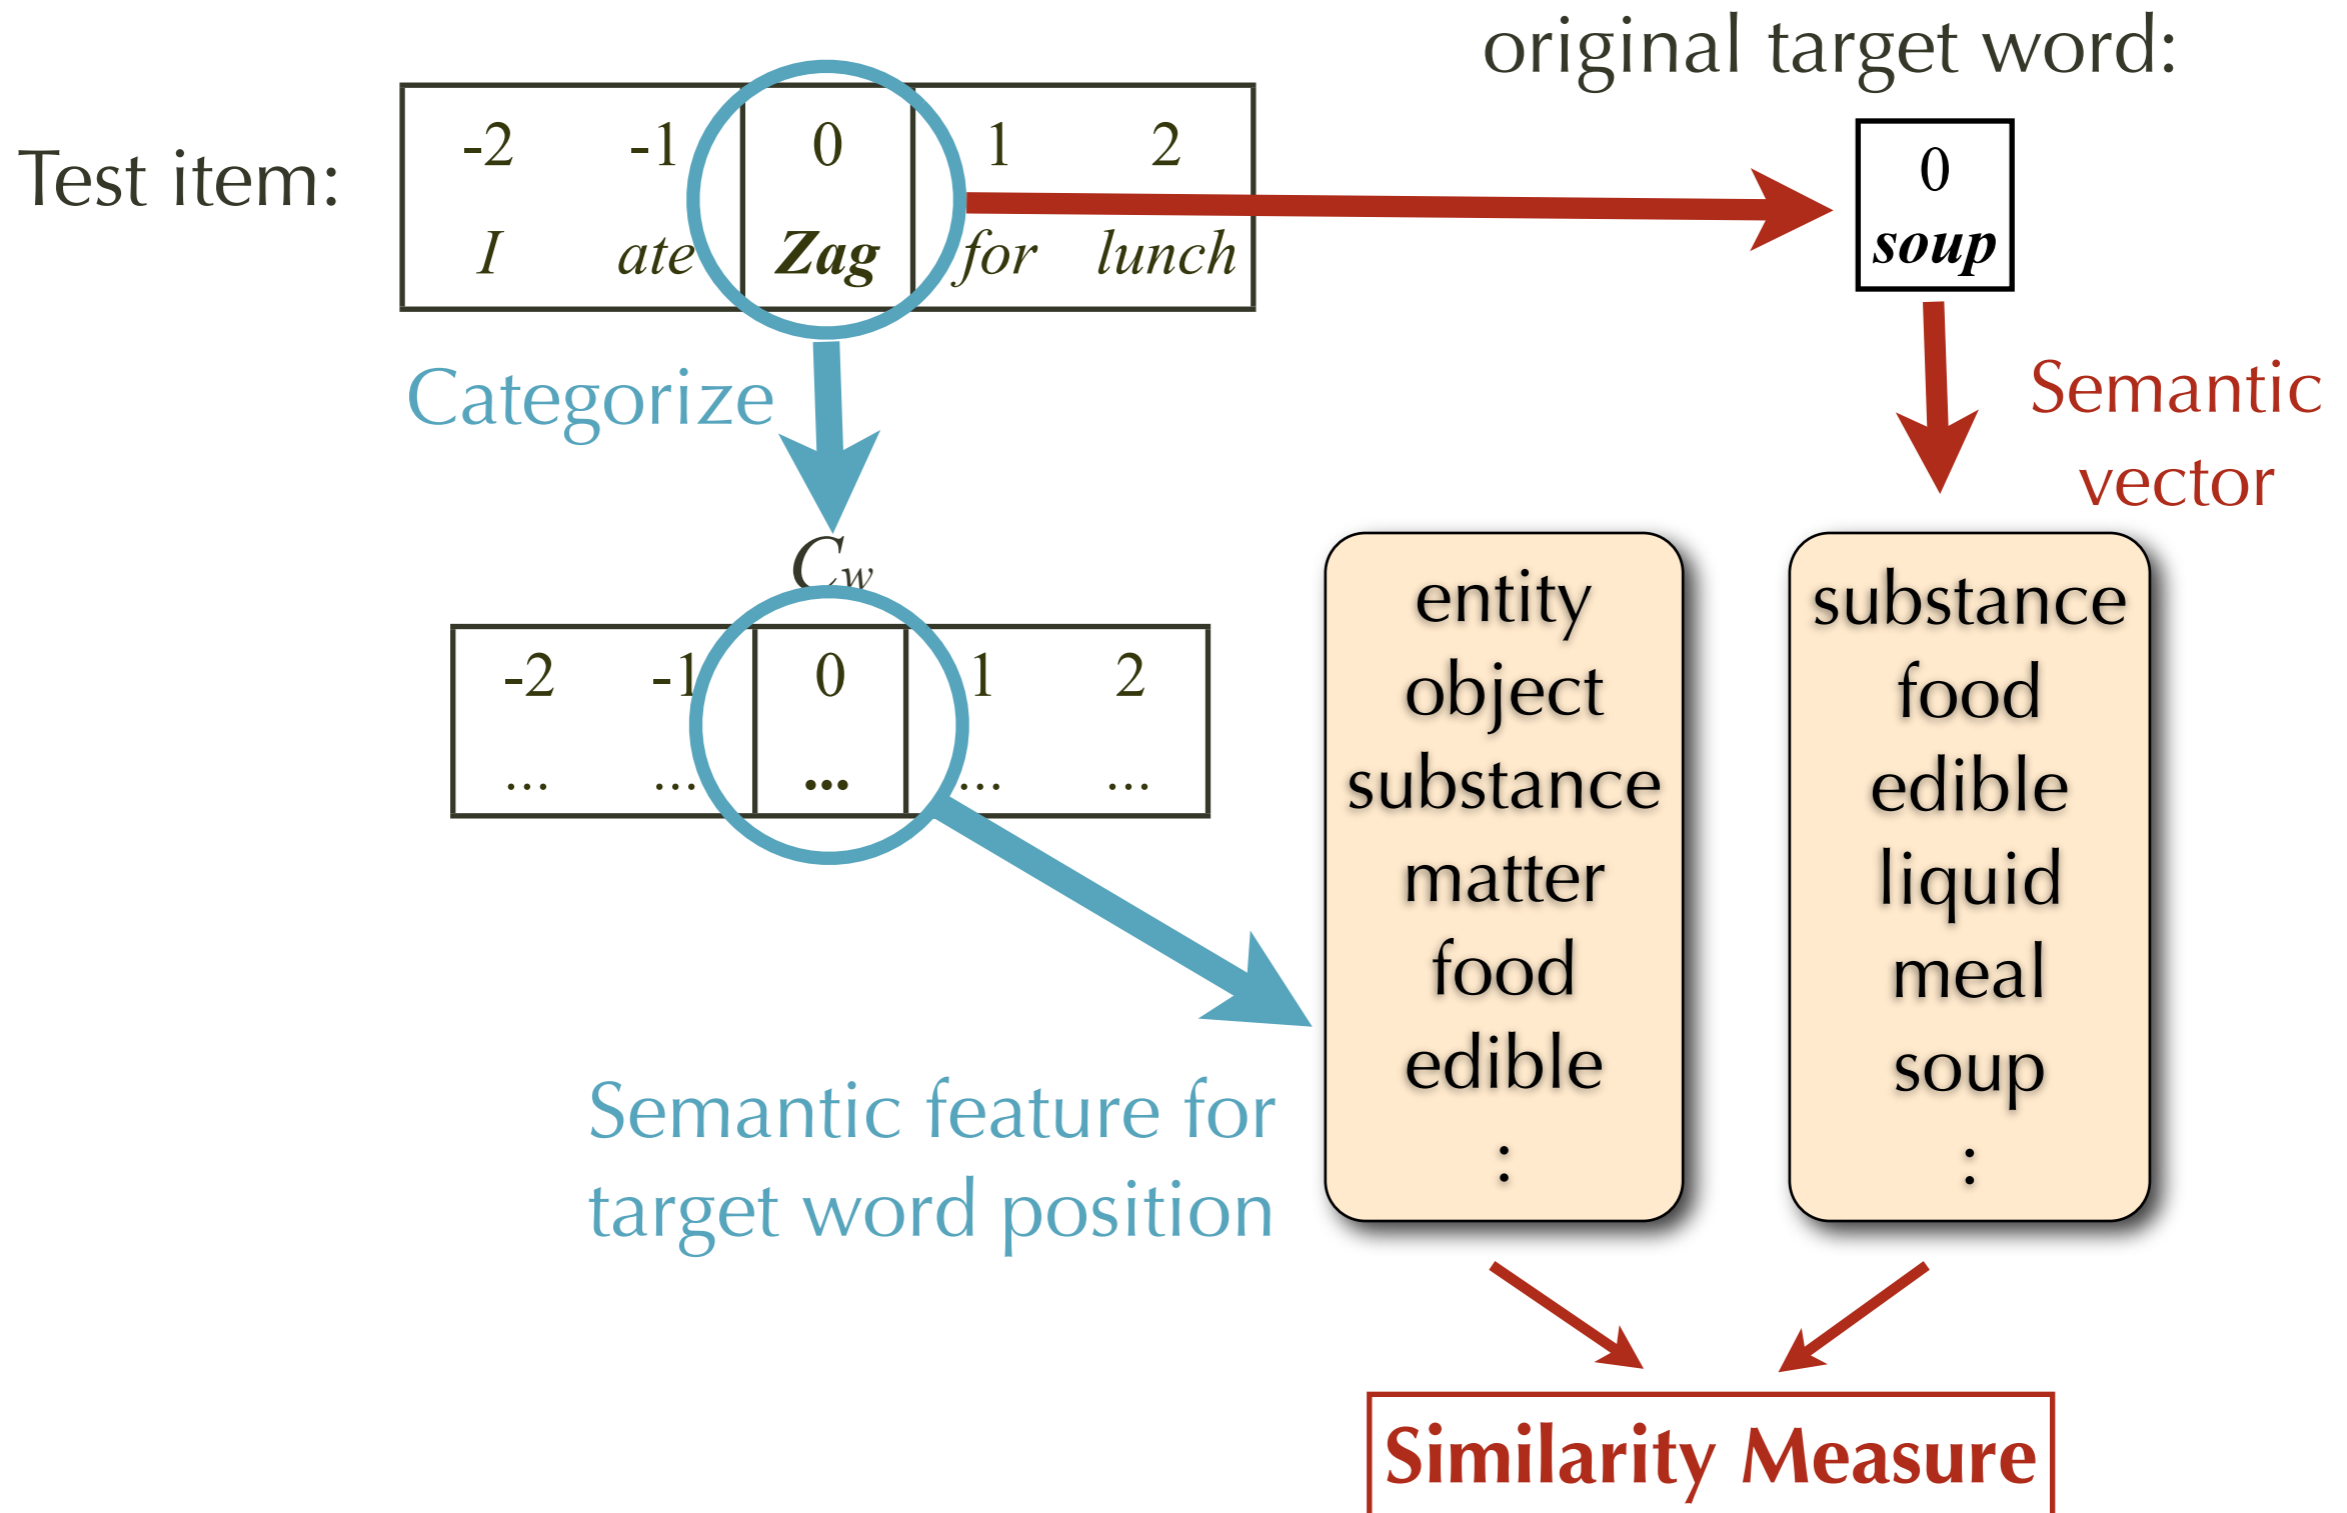 original target word:
Test item:
-2 -1 0 1 2
I ate Zag for lunch
0
soup
Categorize
Semantic
vector
Cw
-2 -1 0 1 2
... ... ... ... ...
entity
object
substance
matter
food
edible
:
substance
food
edible
liquid
meal
soup
:
Semantic feature for
target word position
Similarity Measure